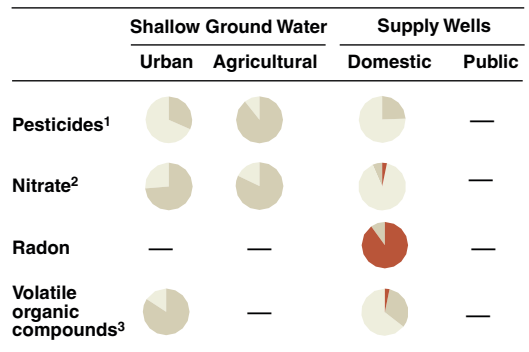 Shallow Ground Water Supply Wells
Urban Agricultural Domestic Public
Pesticides1 —
Nitrate2 —
Radon — — —
Volatile
organic
compounds3 — —